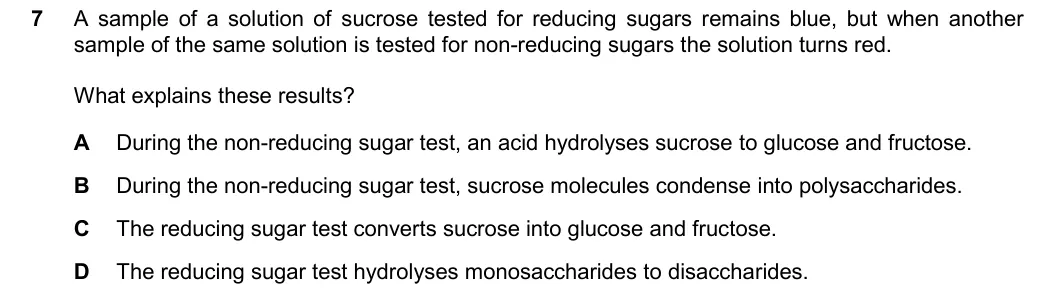 7 A sample of a solution of sucrose tested for reducing sugars remains blue, but when another
sample of the same solution is tested for non-reducing sugars the solution turns red.
What explains these results?
A During the non-reducing sugar test, an acid hydrolyses sucrose to glucose and fructose.
B During the non-reducing sugar test, sucrose molecules condense into polysaccharides.
C The reducing sugar test converts sucrose into glucose and fructose.
D The reducing sugar test hydrolyses monosaccharides to disaccharides.